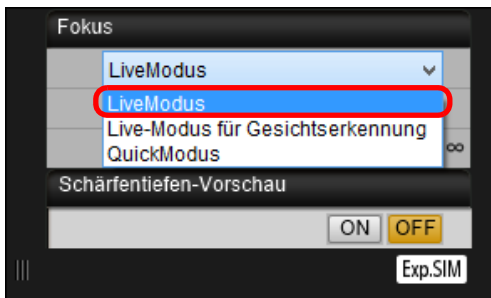 Fokus
LiveModus
LiveModus
Live-Modus für Gesichtserkennung
QuickModus
∞
Schärfentiefen-Vorschau
ON OFF
Exp.SIM